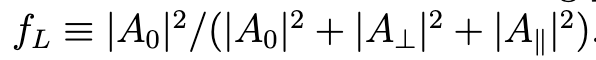 f_L ≡ |A_0|^2/(|A_0|^2 + |A_⊥|^2 + |A_∥|^2).